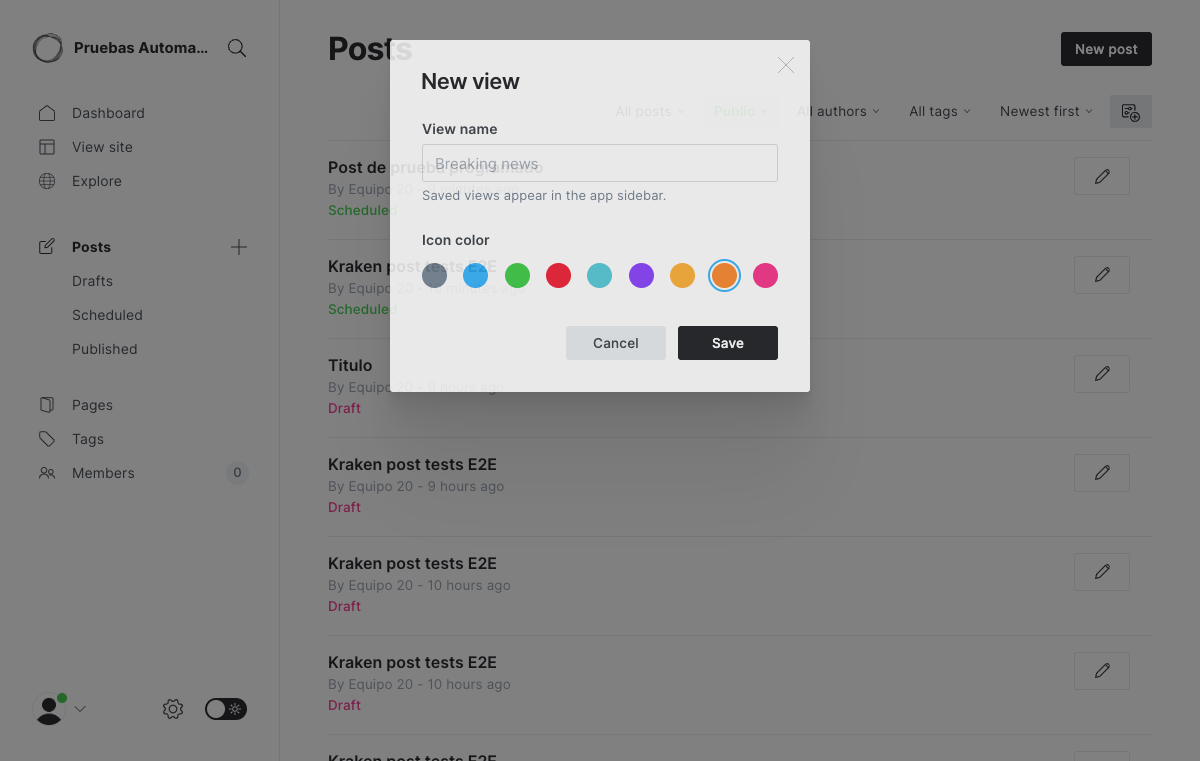 Pruebas Automa...
Dashboard
View site
Explore
Posts
Drafts
Scheduled
Published
Pages
Tags
Members
0
Posts
New post
All posts
Public
All authors
All tags
Newest first
New view
View name
Breaking news
Saved views appear in the app sidebar.
Icon color
Cancel
Save
Post de prueba programado
By Equipo 20
Scheduled
Kraken post tests E2E
By Equipo 20
Scheduled
Titulo
By Equipo 20 - 9 hours ago
Draft
Kraken post tests E2E
By Equipo 20 - 9 hours ago
Draft
Kraken post tests E2E
By Equipo 20 - 10 hours ago
Draft
Kraken post tests E2E
By Equipo 20 - 10 hours ago
Draft
Kraken post tests E2E